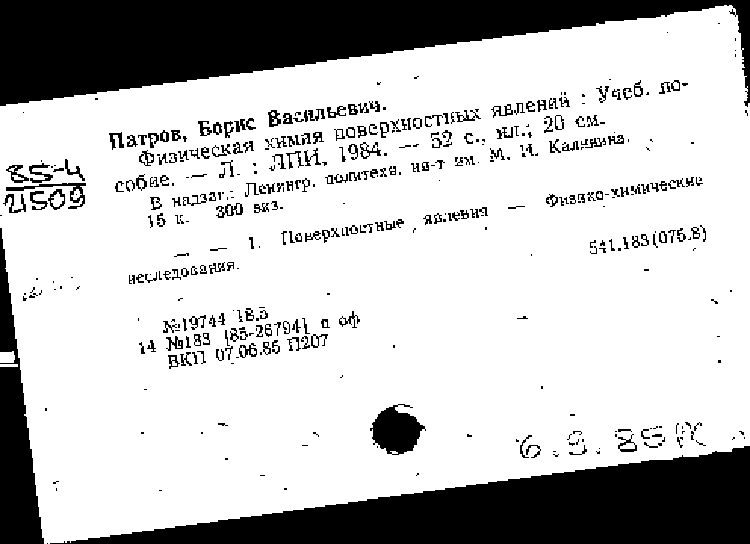 Патров, Борис Васильевич.
Физическая химия поверхностных явлений : Учеб. по-
собие. — Л. : ЛПИ, 1984. — 52 с., ил.; 20 см.
85-4
21509
В надзаг.: Ленингр. политехн. ин-т им. М. И. Калинина.
15 к. 300 экз.
— — 1. Поверхностные явления — Физико-химические
исследования.
541.183(075.8)
№19744 18.5
14 №183 [85-26794] п оф
ВКП 07.06.85 П207
6.9.85